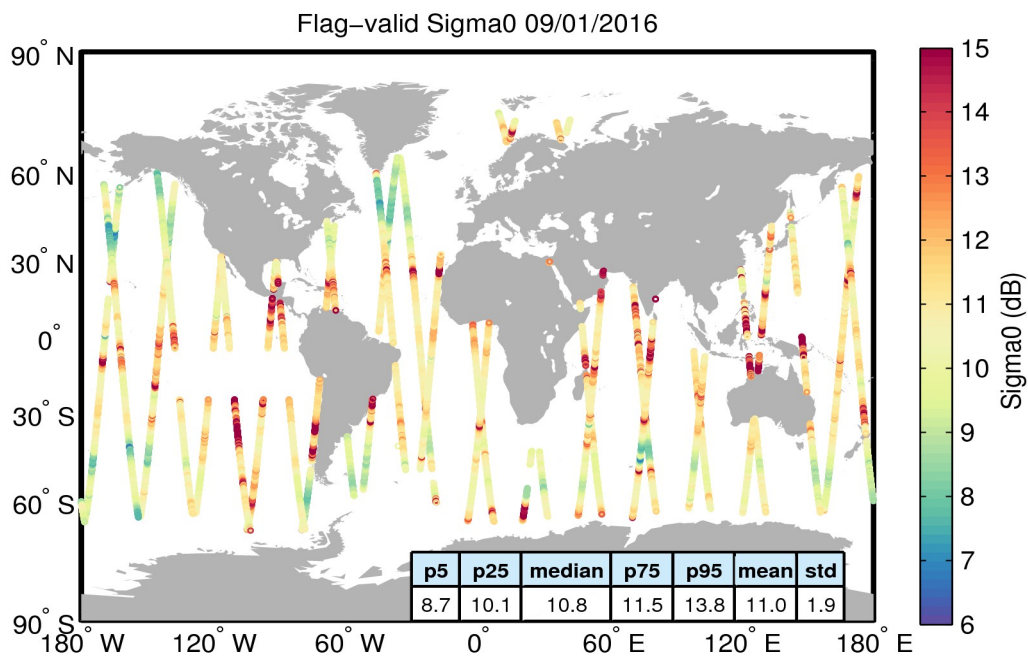 Flag−valid Sigma0 09/01/2016
90° N
60° N
30° N
0°
30° S
60° S
90° S
180° W
120° W
60° W
0°
60° E
120° E
180° E
p5 p25 median p75 p95 mean std
8.7 10.1 10.8 11.5 13.8 11.0 1.9
15
14
13
12
11
10
9
8
7
6
Sigma0 (dB)